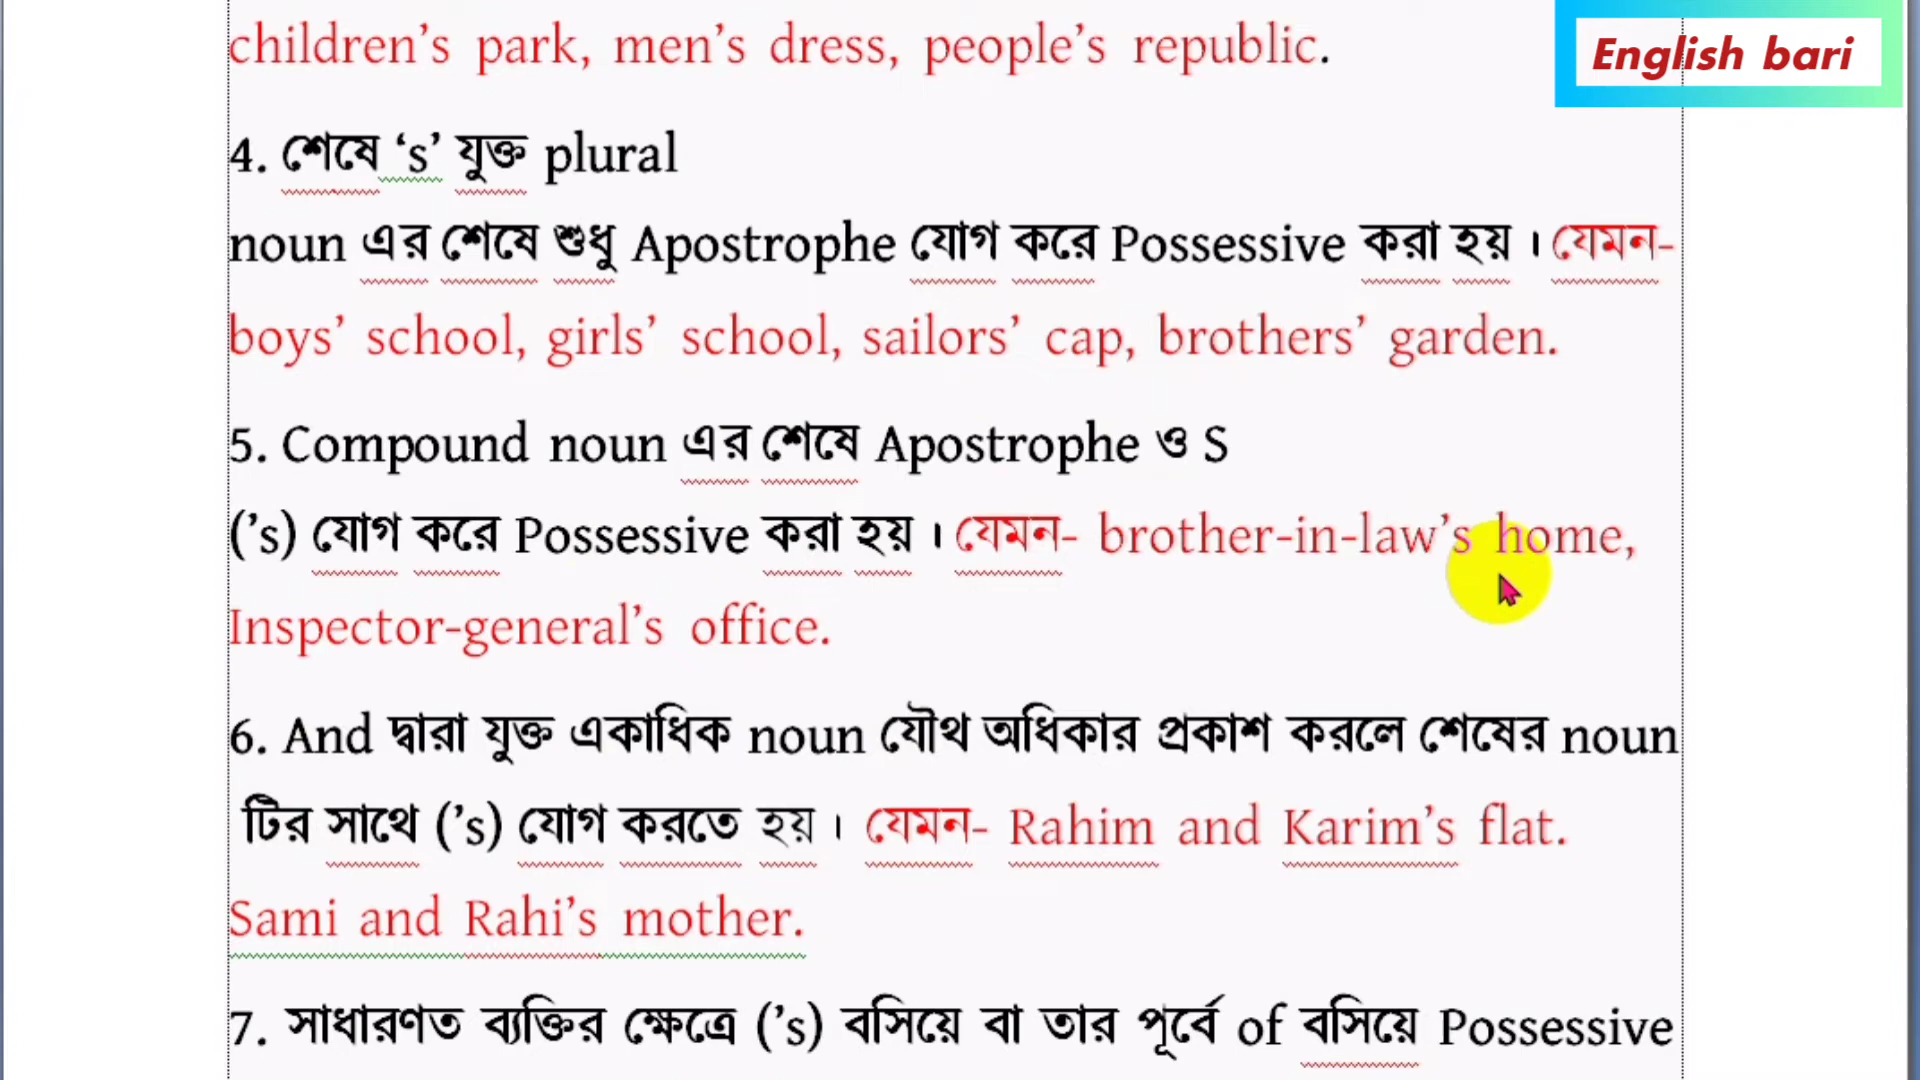 children’s park, men’s dress, people’s republic.
English bari
4. শেষে ‘s’ যুক্ত plural
noun এর শেষে শুধু Apostrophe যোগ করে Possessive করা হয় । যেমন-
boys’ school, girls’ school, sailors’ cap, brothers’ garden.
5. Compound noun এর শেষে Apostrophe ও S
(’s) যোগ করে Possessive করা হয় । যেমন- brother-in-law’s home,
Inspector-general’s office.
6. And দ্বারা যুক্ত একাধিক noun যৌথ অধিকার প্রকাশ করলে শেষের noun
টির সাথে (’s) যোগ করতে হয় । যেমন- Rahim and Karim’s flat.
Sami and Rahi’s mother.
7. সাধারণত ব্যক্তির ক্ষেত্রে (’s) বসিয়ে বা তার পূর্বে of বসিয়ে Possessive